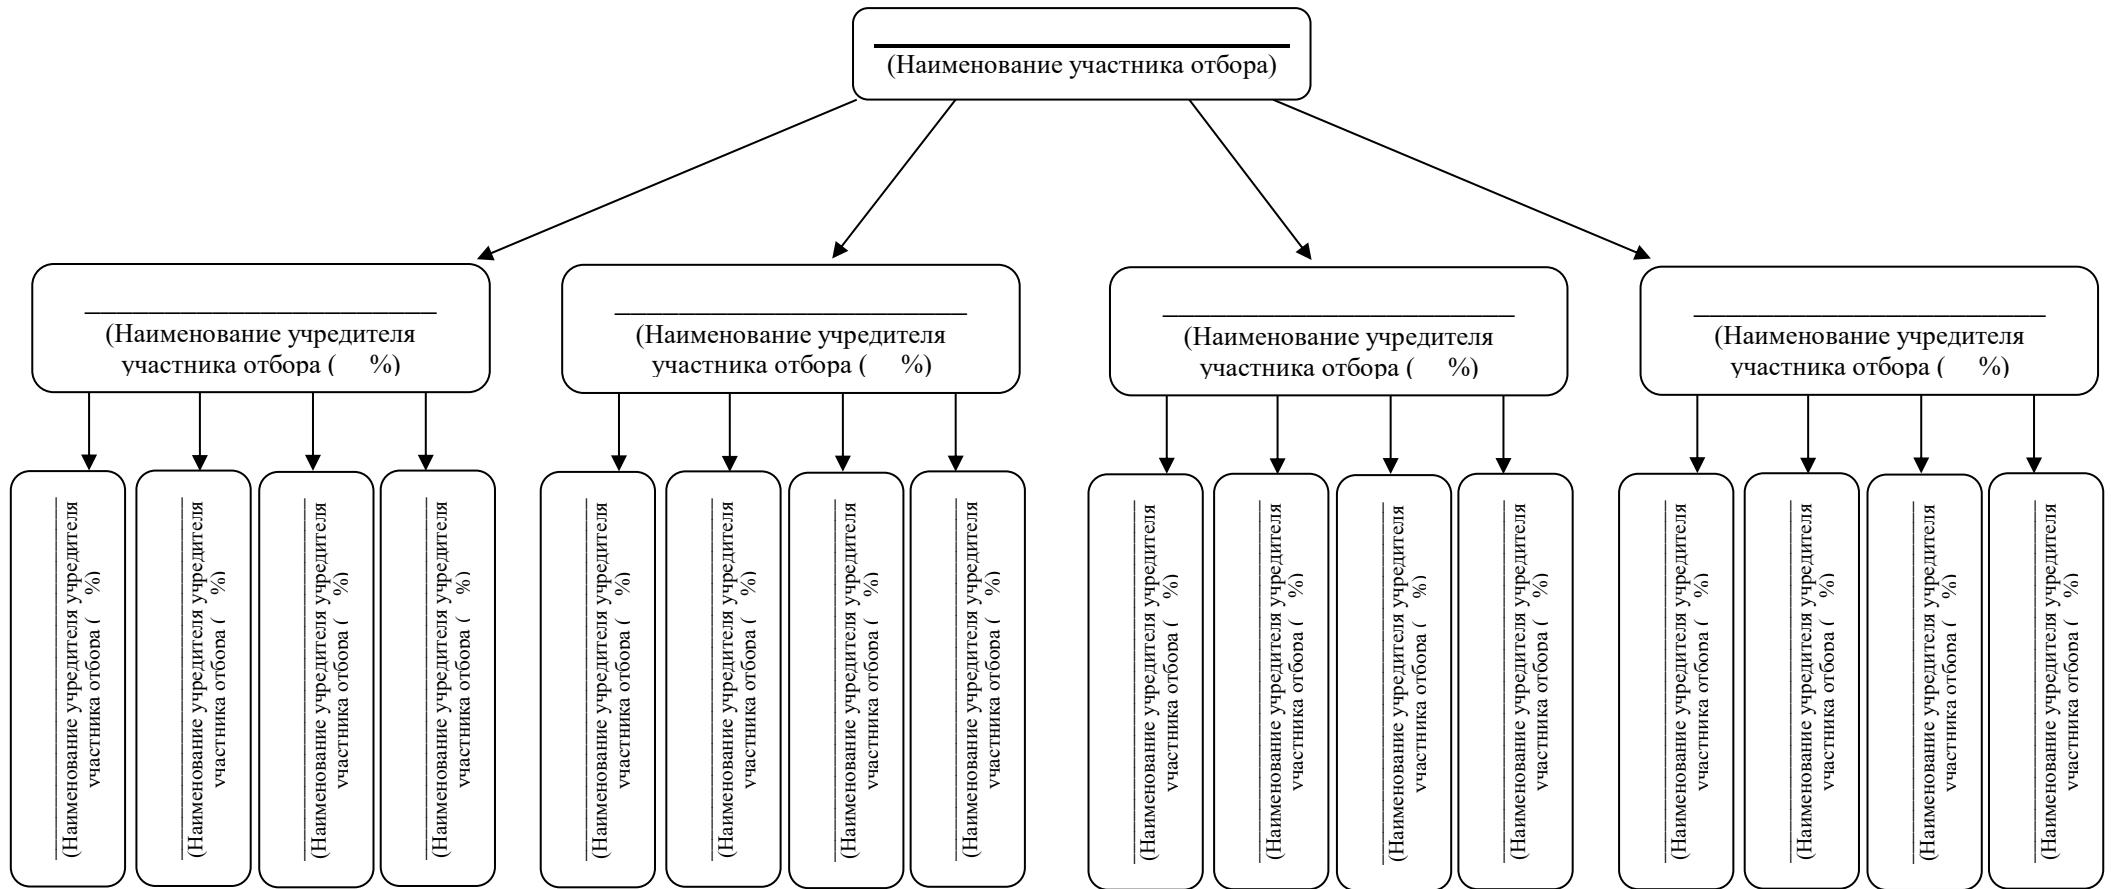 (Наименование участника отбора)
(Наименование учредителя
участника отбора ( %)
(Наименование учредителя
участника отбора ( %)
(Наименование учредителя
участника отбора ( %)
(Наименование учредителя
участника отбора ( %)
(Наименование учредителя учредителя
участника отбора ( %)
(Наименование учредителя учредителя
участника отбора ( %)
(Наименование учредителя учредителя
участника отбора ( %)
(Наименование учредителя учредителя
участника отбора ( %)
(Наименование учредителя учредителя
участника отбора ( %)
(Наименование учредителя учредителя
участника отбора ( %)
(Наименование учредителя учредителя
участника отбора ( %)
(Наименование учредителя учредителя
участника отбора ( %)
(Наименование учредителя учредителя
участника отбора ( %)
(Наименование учредителя учредителя
участника отбора ( %)
(Наименование учредителя учредителя
участника отбора ( %)
(Наименование учредителя учредителя
участника отбора ( %)
(Наименование учредителя учредителя
участника отбора ( %)
(Наименование учредителя учредителя
участника отбора ( %)
(Наименование учредителя учредителя
участника отбора ( %)
(Наименование учредителя учредителя
участника отбора ( %)